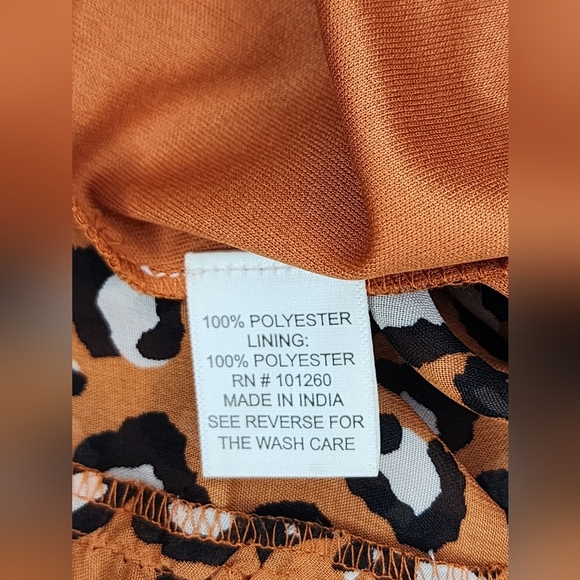 100% POLYESTER
LINING:
100% POLYESTER
RN # 101260
MADE IN INDIA
SEE REVERSE FOR
THE WASH CARE